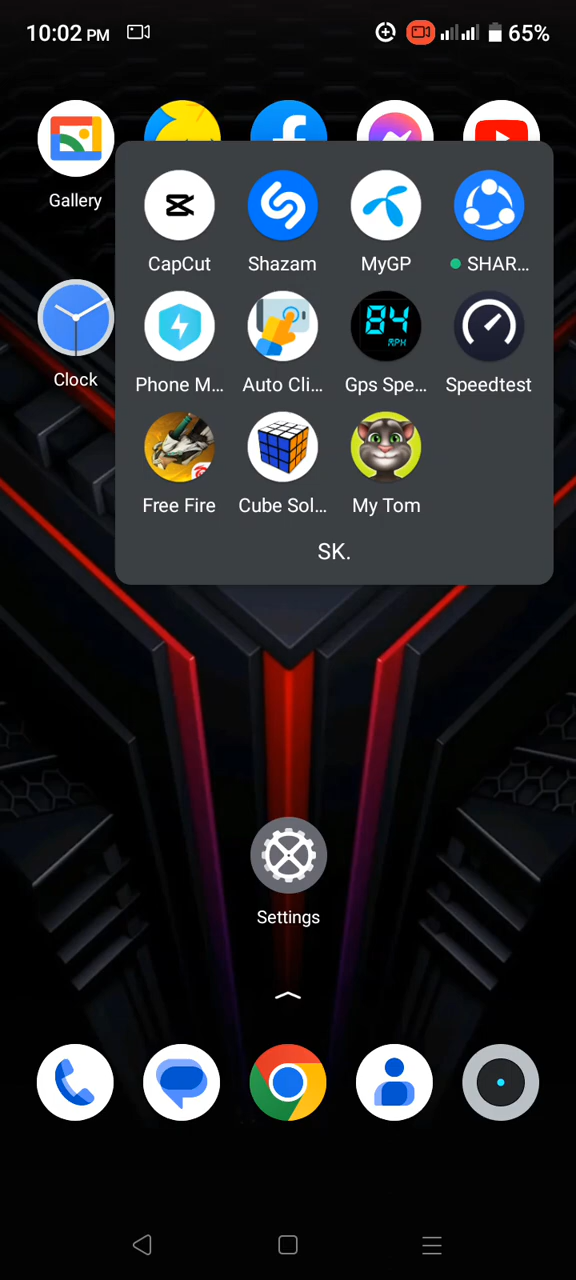 10:02 PM 65%
Gallery
CapCut Shazam MyGP SHAR...
Clock
Phone M... Auto Cli... Gps Spe... Speedtest
84
RPH
Free Fire Cube Sol... My Tom
SK.
Settings